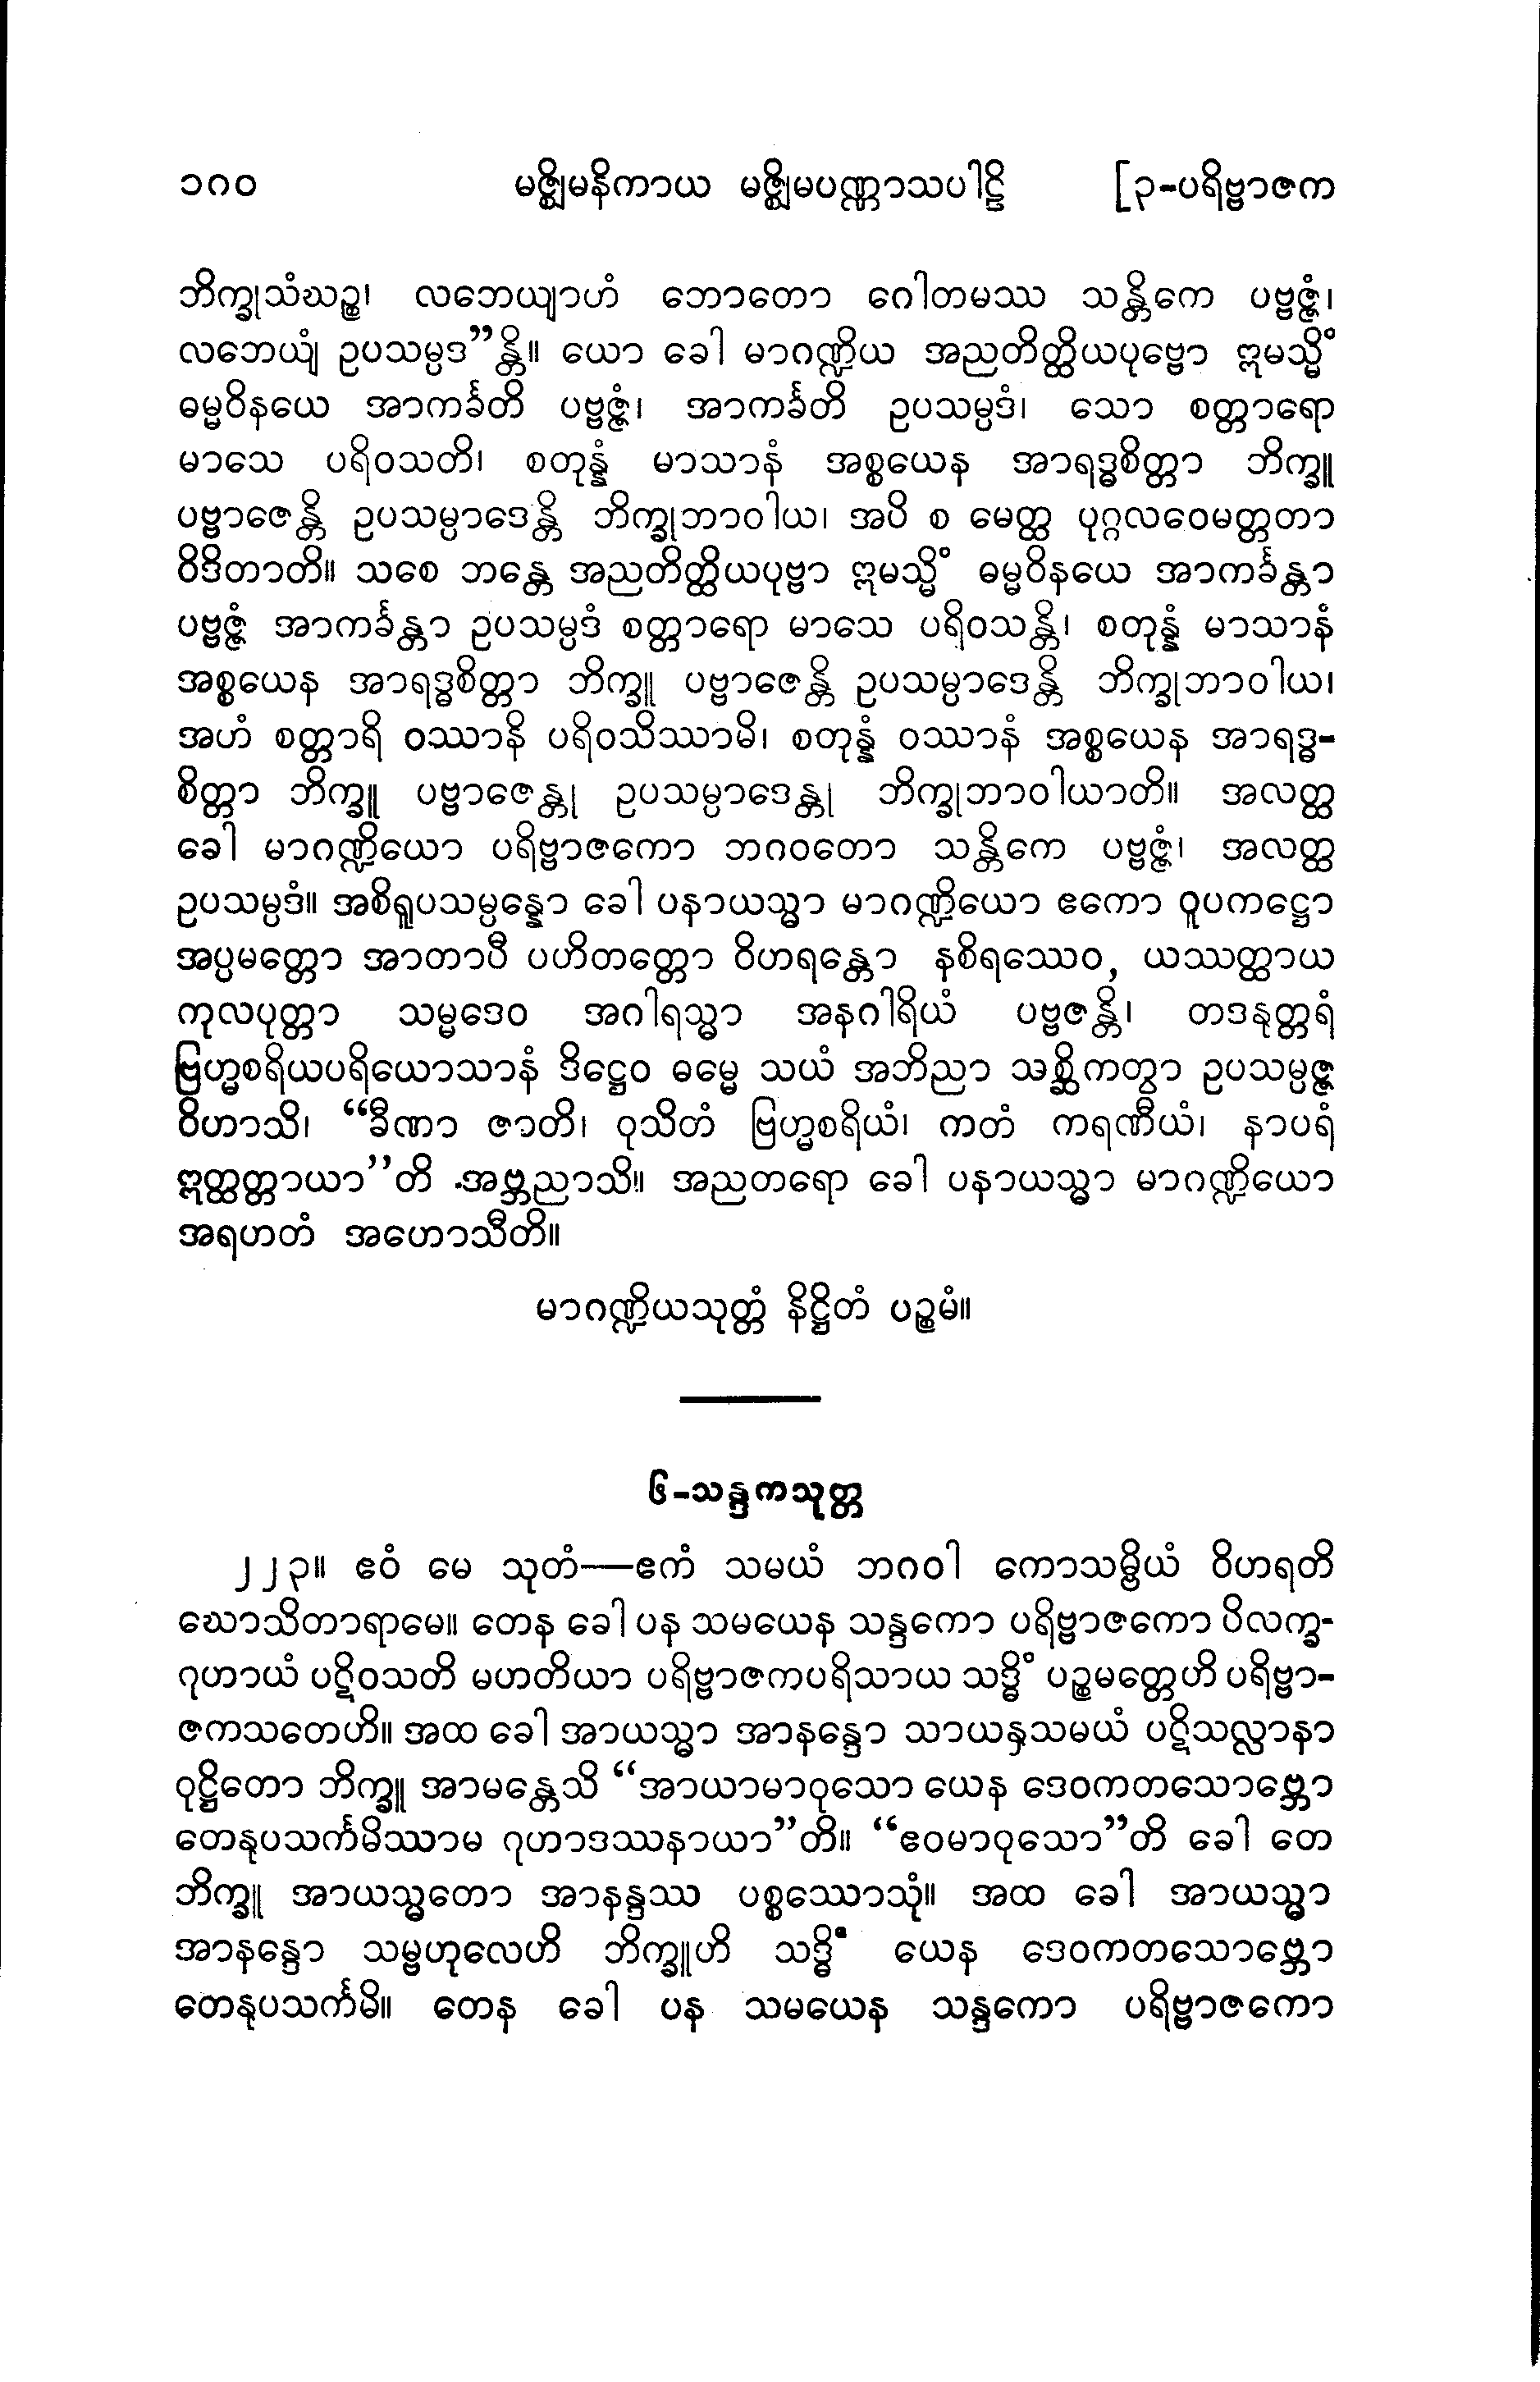 ၁၈၀ မဇ္ဈိမနိကာယ မဇ္ဈိမပဏ္ဏာသပါဠိ [၃-ပရိဗ္ဗာဇက
ဘိက္ခုသံဃဉ္စ၊ လဘေယျာဟံ ဘောတော ဂေါတမဿ သန္တိကေ ပဗ္ဗဇ္ဇံ၊
လဘေယျံ ဥပသမ္ပဒ”န္တိ။ ယော ခေါ မာဂဏ္ဍိယ အညတိတ္ထိယပုဗ္ဗော ဣမသ္မိံ
ဓမ္မဝိနယေ အာကင်္ခတိ ပဗ္ဗဇ္ဇံ၊ အာကင်္ခတိ ဥပသမ္ပဒံ၊ သော စတ္တာရော
မာသေ ပရိဝသတိ၊ စတုန္နံ မာသာနံ အစ္စယေန အာရဒ္ဓစိတ္တာ ဘိက္ခူ
ပဗ္ဗာဇေန္တိ ဥပသမ္ပာဒေန္တိ ဘိက္ခုဘာဝါယ၊ အပိ စ မေတ္ထ ပုဂ္ဂလဝေမတ္တတာ
ဝိဒိတာတိ။ သစေ ဘန္တေ အညတိတ္ထိယပုဗ္ဗာ ဣမသ္မိံ ဓမ္မဝိနယေ အာကင်္ခန္တာ
ပဗ္ဗဇ္ဇံ အာကင်္ခန္တာ ဥပသမ္ပဒံ စတ္တာရော မာသေ ပရိဝသန္တိ၊ စတုန္နံ မာသာနံ
အစ္စယေန အာရဒ္ဓစိတ္တာ ဘိက္ခူ ပဗ္ဗာဇေန္တိ ဥပသမ္ပာဒေန္တိ ဘိက္ခုဘာဝါယ၊
အဟံ စတ္တာရိ ဝဿာနိ ပရိဝသိဿာမိ၊ စတုန္နံ ဝဿာနံ အစ္စယေန အာရဒ္ဓ-
စိတ္တာ ဘိက္ခူ ပဗ္ဗာဇေန္တု ဥပသမ္ပာဒေန္တု ဘိက္ခုဘာဝါယာတိ။ အလတ္ထ
ခေါ မာဂဏ္ဍိယော ပရိဗ္ဗာဇကော ဘဂဝတော သန္တိကေ ပဗ္ဗဇ္ဇံ၊ အလတ္ထ
ဥပသမ္ပဒံ။ အစိရူပသမ္ပန္နော ခေါ ပနာယသ္မာ မာဂဏ္ဍိယော ဧကော ဝူပကဋ္ဌော
အပ္ပမတ္တော အာတာပီ ပဟိတတ္တော ဝိဟရန္တော နစိရဿေဝ, ယဿတ္ထာယ
ကုလပုတ္တာ သမ္မဒေဝ အဂါရသ္မာ အနဂါရိယံ ပဗ္ဗဇန္တိ၊ တဒနုတ္တရံ
ဗြဟ္မစရိယပရိယောသာနံ ဒိဋ္ဌေဝ ဓမ္မေ သယံ အဘိညာ သစ္ဆိကတွာ ဥပသမ္ပဇ္ဇ
ဝိဟာသိ၊ “ခီဏာ ဇာတိ၊ ဝုသိတံ ဗြဟ္မစရိယံ၊ ကတံ ကရဏီယံ၊ နာပရံ
ဣတ္ထတ္တာယာ”တိ အဗ္ဘညာသိ။ အညတရော ခေါ ပနာယသ္မာ မာဂဏ္ဍိယော
အရဟတံ အဟောသီတိ။
မာဂဏ္ဍိယသုတ္တံ နိဋ္ဌိတံ ပဉ္စမံ။
၆-သန္ဒကသုတ္တ
၂၂၃။ ဧဝံ မေ သုတံ—ဧကံ သမယံ ဘဂဝါ ကောသမ္ဗိယံ ဝိဟရတိ
ဃောသိတာရာမေ။ တေန ခေါ ပန သမယေန သန္ဒကော ပရိဗ္ဗာဇကော ပိလက္ခ-
ဂုဟာယံ ပဋိဝသတိ မဟတိယာ ပရိဗ္ဗာဇကပရိသာယ သဒ္ဓိံ ပဉ္စမတ္တေဟိ ပရိဗ္ဗာ-
ဇကသတေဟိ။ အထ ခေါ အာယသ္မာ အာနန္ဒော သာယနှသမယံ ပဋိသလ္လာနာ
ဝုဋ္ဌိတော ဘိက္ခူ အာမန္တေသိ “အာယာမာဝုသော ယေန ဒေဝကတသောဗ္ဘော
တေနုပသင်္ကမိဿာမ ဂုဟာဒဿနာယာ”တိ။ “ဧဝမာဝုသော”တိ ခေါ တေ
ဘိက္ခူ အာယသ္မတော အာနန္ဒဿ ပစ္စဿောသုံ။ အထ ခေါ အာယသ္မာ
အာနန္ဒော သမ္ဗဟုလေဟိ ဘိက္ခူဟိ သဒ္ဓိံ ယေန ဒေဝကတသောဗ္ဘော
တေနုပသင်္ကမိ။ တေန ခေါ ပန သမယေန သန္ဒကော ပရိဗ္ဗာဇကော